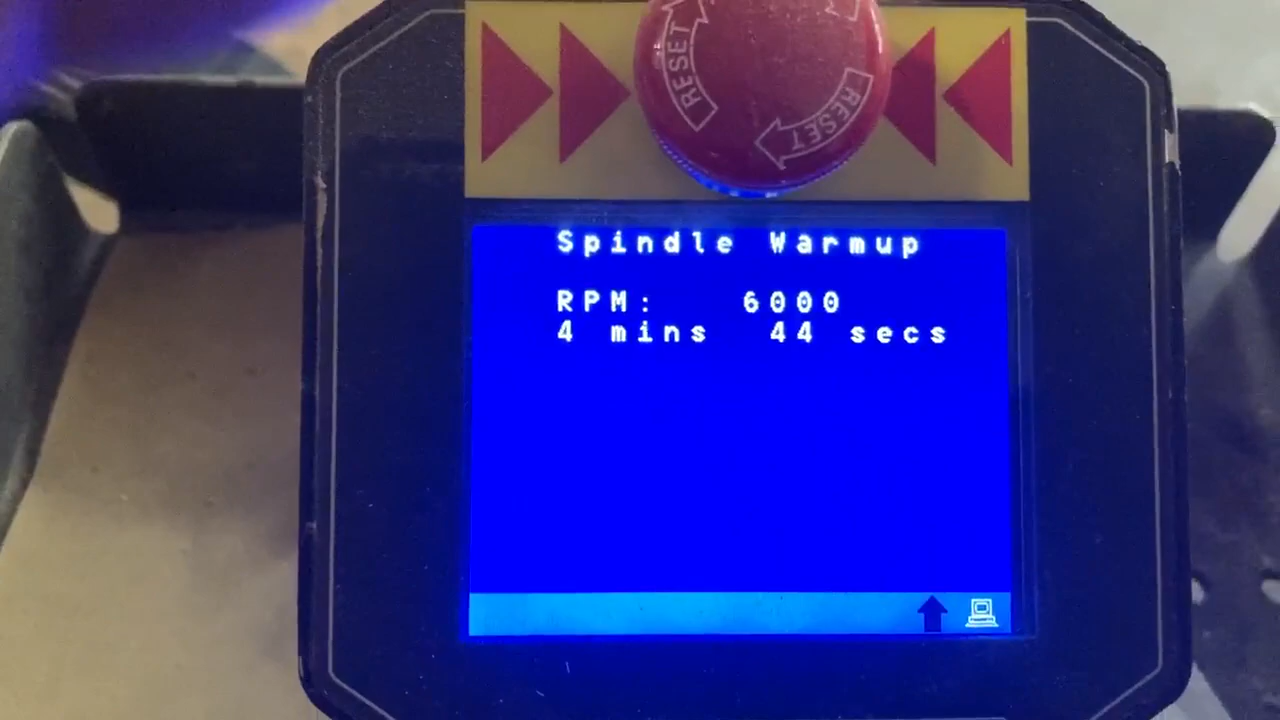 RESET
RESET
Spindle Warmup
RPM: 6000
4 mins 44 secs